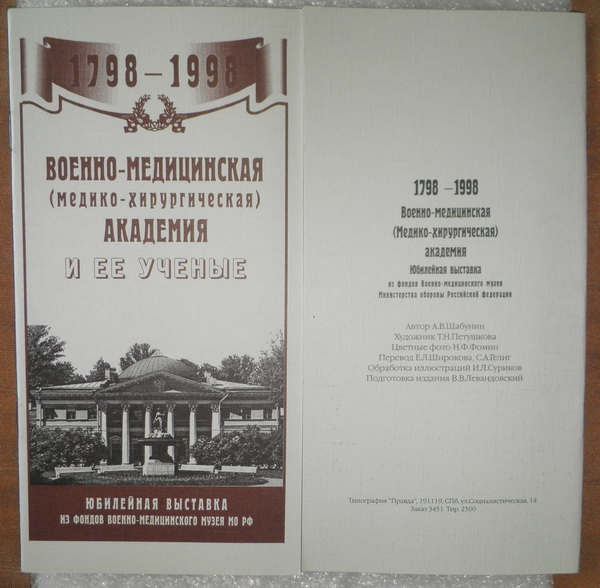 1798–1998
ВОЕННО-МЕДИЦИНСКАЯ
(МЕДИКО-ХИРУРГИЧЕСКАЯ)
АКАДЕМИЯ
И ЕЕ УЧЕНЫЕ
ЮБИЛЕЙНАЯ ВЫСТАВКА
ИЗ ФОНДОВ ВОЕННО-МЕДИЦИНСКОГО МУЗЕЯ МО РФ
1798 –1998
Военно-медицинская
(Медико-хирургическая)
академия
Юбилейная выставка
из фондов Военно-медицинского музея
Министерства обороны Российской Федерации
Автор А.В.Шабунин
Художник Т.Н.Петушкова
Цветные фото Н.Ф.Фомин
Перевод Е.Л.Широкова, С.А.Гелиг
Обработка иллюстраций И.Л.Суриков
Подготовка издания В.В.Левандовский
Типография "Правда", 191119, СПб, ул.Социалистическая, 14
Заказ 3451. Тир. 2500